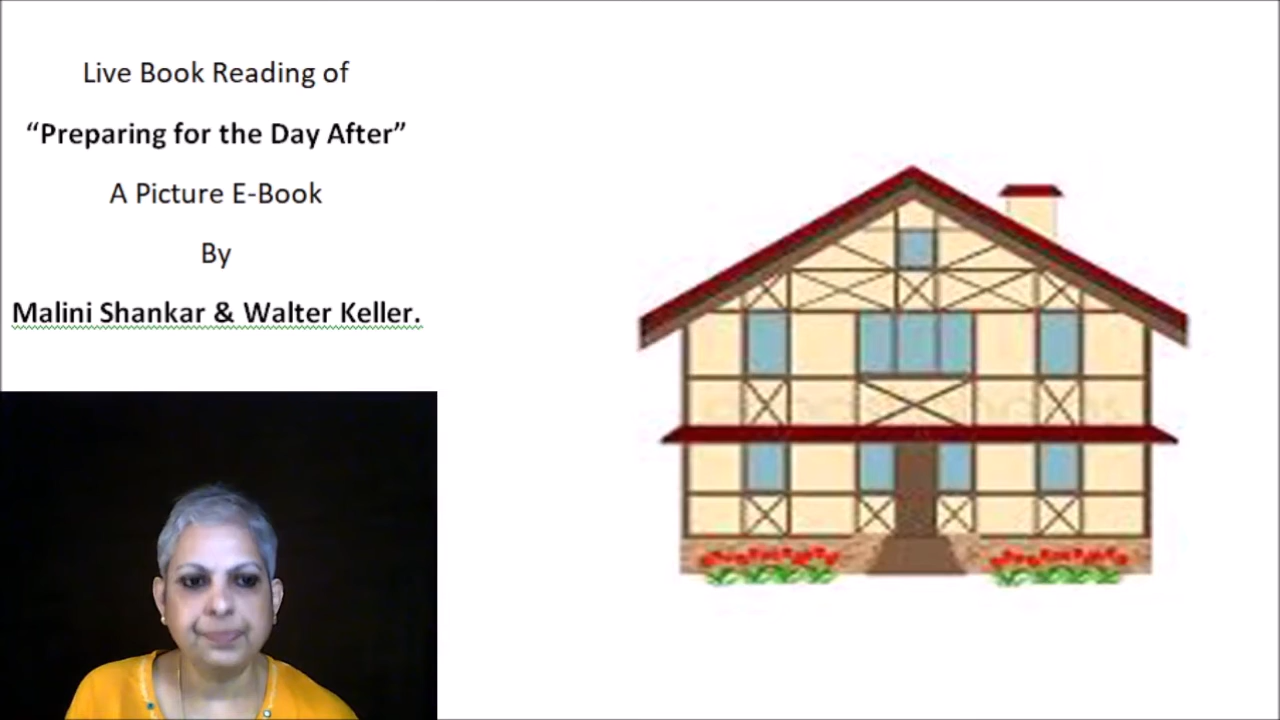 Live Book Reading of
“Preparing for the Day After”
A Picture E-Book
By
Malini Shankar & Walter Keller.